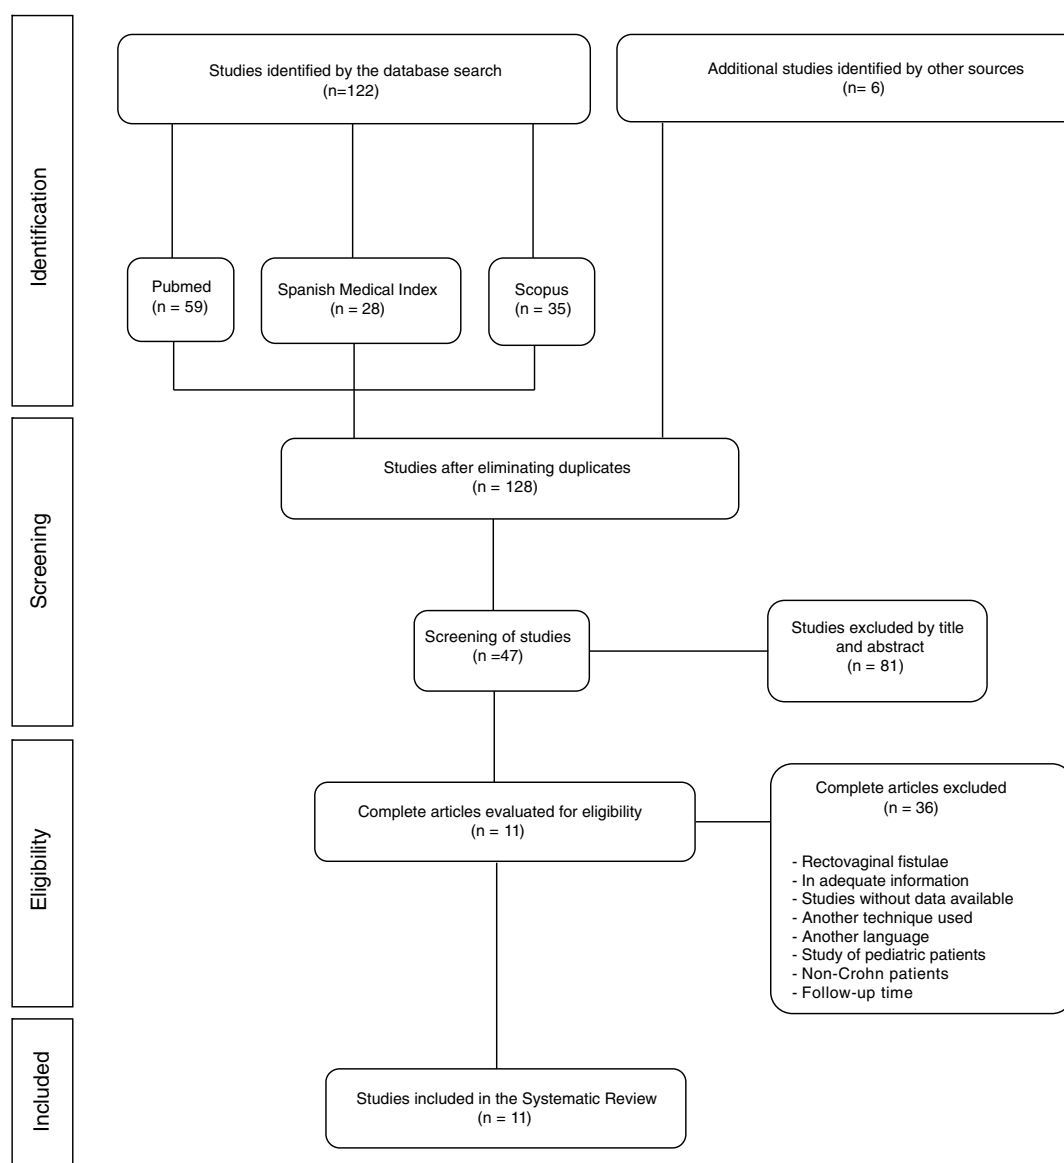 Identification
Studies identified by the database search
(n=122)
Additional studies identified by other sources
(n= 6)
Pubmed
(n = 59)
Spanish Medical Index
(n = 28)
Scopus
(n = 35)
Screening
Studies after eliminating duplicates
(n = 128)
Screening of studies
(n =47)
Studies excluded by title
and abstract
(n = 81)
Eligibility
Complete articles evaluated for eligibility
(n = 11)
Complete articles excluded
(n = 36)
- Rectovaginal fistulae
- In adequate information
- Studies without data available
- Another technique used
- Another language
- Study of pediatric patients
- Non-Crohn patients
- Follow-up time
Included
Studies included in the Systematic Review
(n = 11)